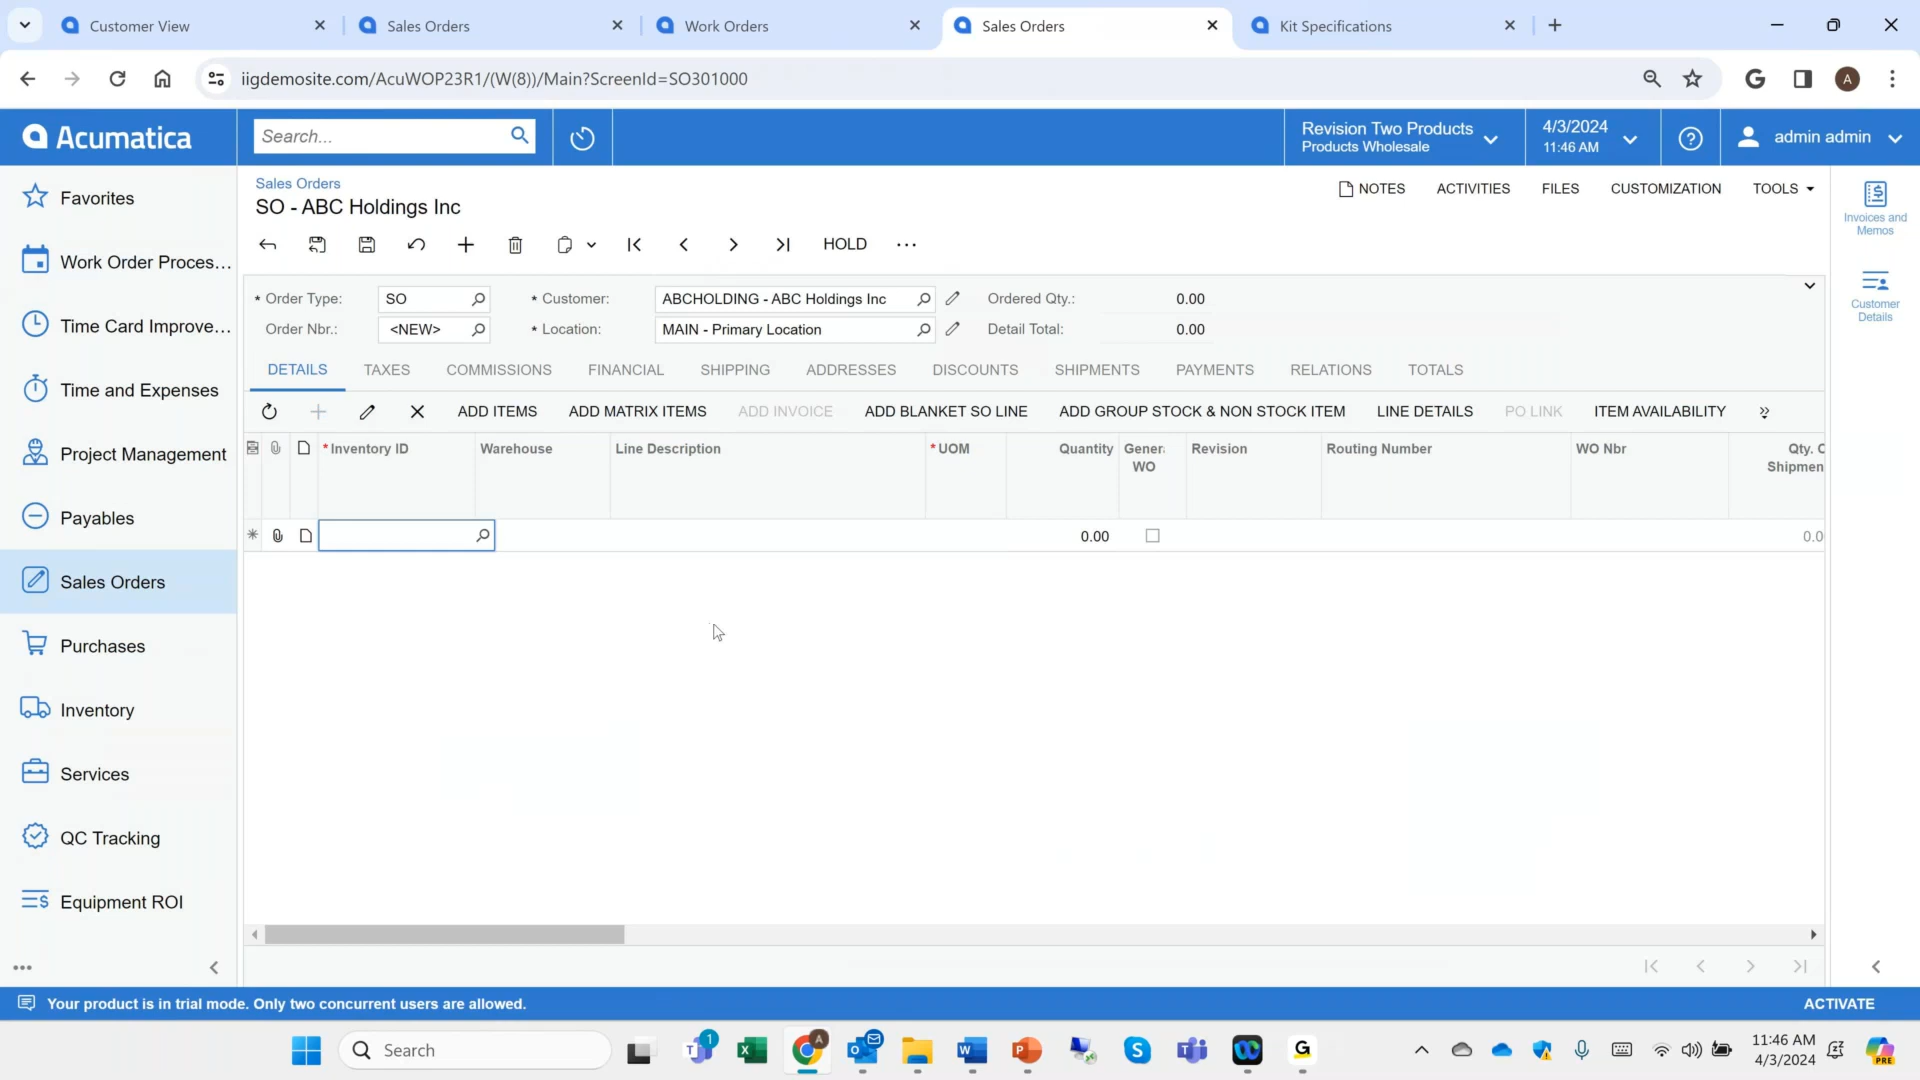 Customer View
Sales Orders
Work Orders
Sales Orders
Kit Specifications
iigdemosite.com/AcuWOP23R1/(W(8))/Main?ScreenId=SO301000
A
Acumatica
Search...
Revision Two Products
Products Wholesale
4/3/2024
11:46 AM
admin admin
Favorites
Work Order Proces...
Time Card Improve...
Time and Expenses
Project Management
Payables
Sales Orders
Purchases
Inventory
Services
QC Tracking
Equipment ROI
Sales Orders
SO - ABC Holdings Inc
NOTES ACTIVITIES FILES CUSTOMIZATION TOOLS
HOLD ...
* Order Type: SO * Customer: ABCHOLDING - ABC Holdings Inc Ordered Qty.: 0.00
Order Nbr.: <NEW> * Location: MAIN - Primary Location Detail Total: 0.00
DETAILS TAXES COMMISSIONS FINANCIAL SHIPPING ADDRESSES DISCOUNTS SHIPMENTS PAYMENTS RELATIONS TOTALS
ADD ITEMS ADD MATRIX ITEMS ADD INVOICE ADD BLANKET SO LINE ADD GROUP STOCK & NON STOCK ITEM LINE DETAILS PO LINK ITEM AVAILABILITY
* Inventory ID Warehouse Line Description * UOM Quantity Genera WO Revision Routing Number WO Nbr Qty. O Shipmen
0.00 0.0
Invoices and
Memos
Customer
Details
Your product is in trial mode. Only two concurrent users are allowed.
ACTIVATE
Search
1
A
11:46 AM
4/3/2024
PRE